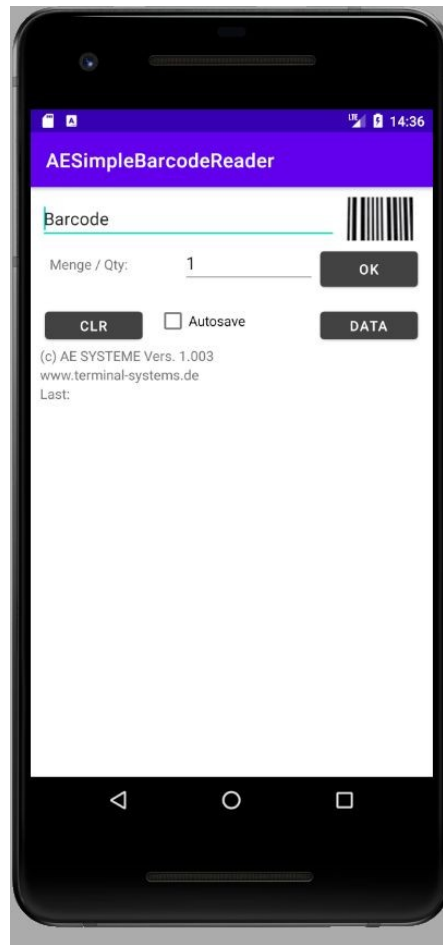 LTE 14:36
AESimpleBarcodeReader
Barcode
Menge / Qty: 1 OK
CLR Autosave DATA
(c) AE SYSTEME Vers. 1.003
www.terminal-systems.de
Last: